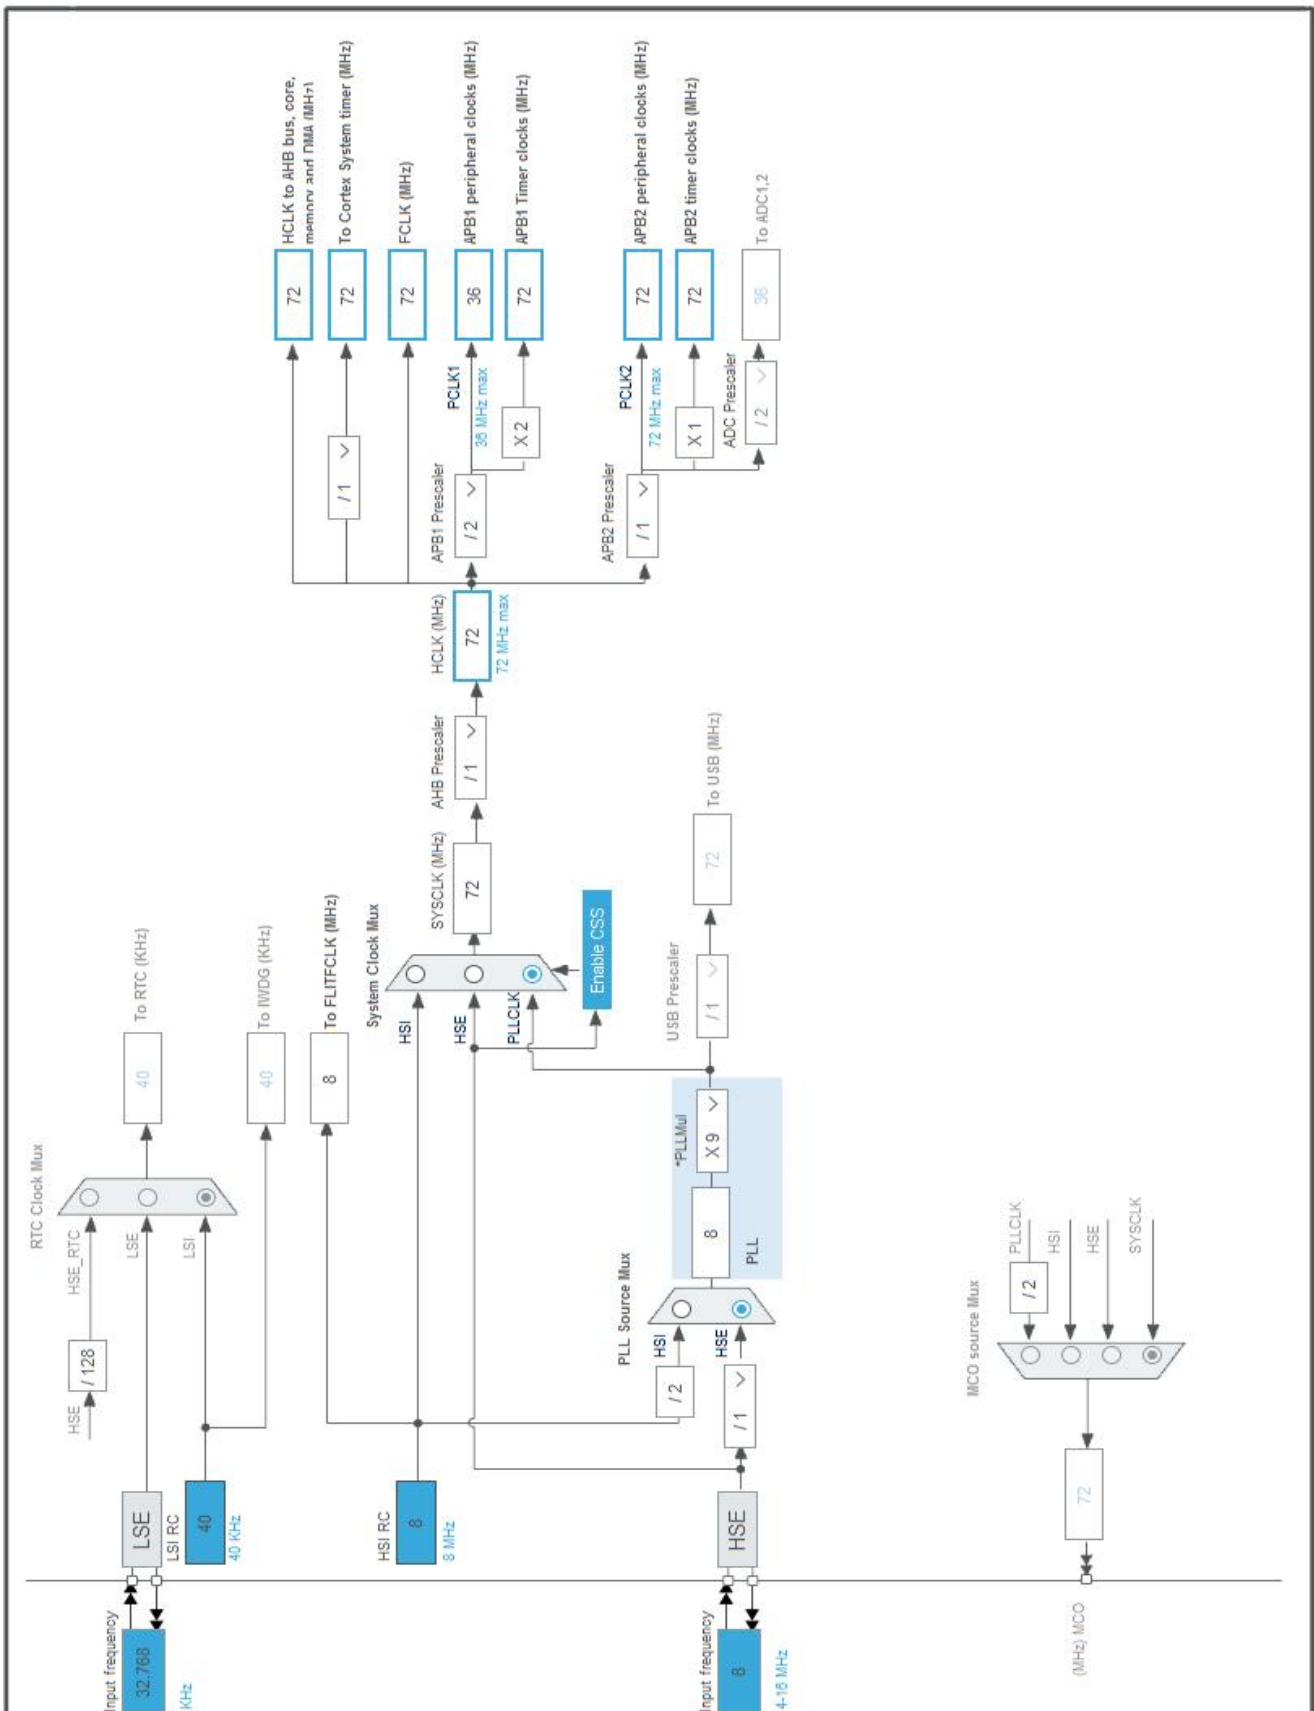 RTC Clock Mux
HSE
/ 128
HSE_RTC
LSE
LSI
40
To RTC (KHz)
Input frequency
32.768
KHz
LSE
LSI RC
40
40 KHz
40
To IWDG (KHz)
8
To FLITFCLK (MHz)
HSI RC
8
8 MHz
System Clock Mux
HSI
HSE
PLLCLK
Enable CSS
SYSCLK (MHz)
72
AHB Prescaler
/ 1
HCLK (MHz)
72
72 MHz max
72
HCLK to AHB bus, core,
memory and DMA (MHz)
/ 1
72
To Cortex System timer (MHz)
72
FCLK (MHz)
APB1 Prescaler
/ 2
PCLK1
36 MHz max
36
APB1 peripheral clocks (MHz)
X 2
72
APB1 Timer clocks (MHz)
APB2 Prescaler
/ 1
PCLK2
72 MHz max
72
APB2 peripheral clocks (MHz)
X 1
72
APB2 timer clocks (MHz)
ADC Prescaler
/ 2
36
To ADC1,2
PLL Source Mux
/ 2
HSI
HSE
/ 1
8
*PLLMul
X 9
PLL
USB Prescaler
/ 1
72
To USB (MHz)
Input frequency
8
4-16 MHz
HSE
MCO source Mux
/ 2
PLLCLK
HSI
HSE
SYSCLK
72
(MHz) MCO